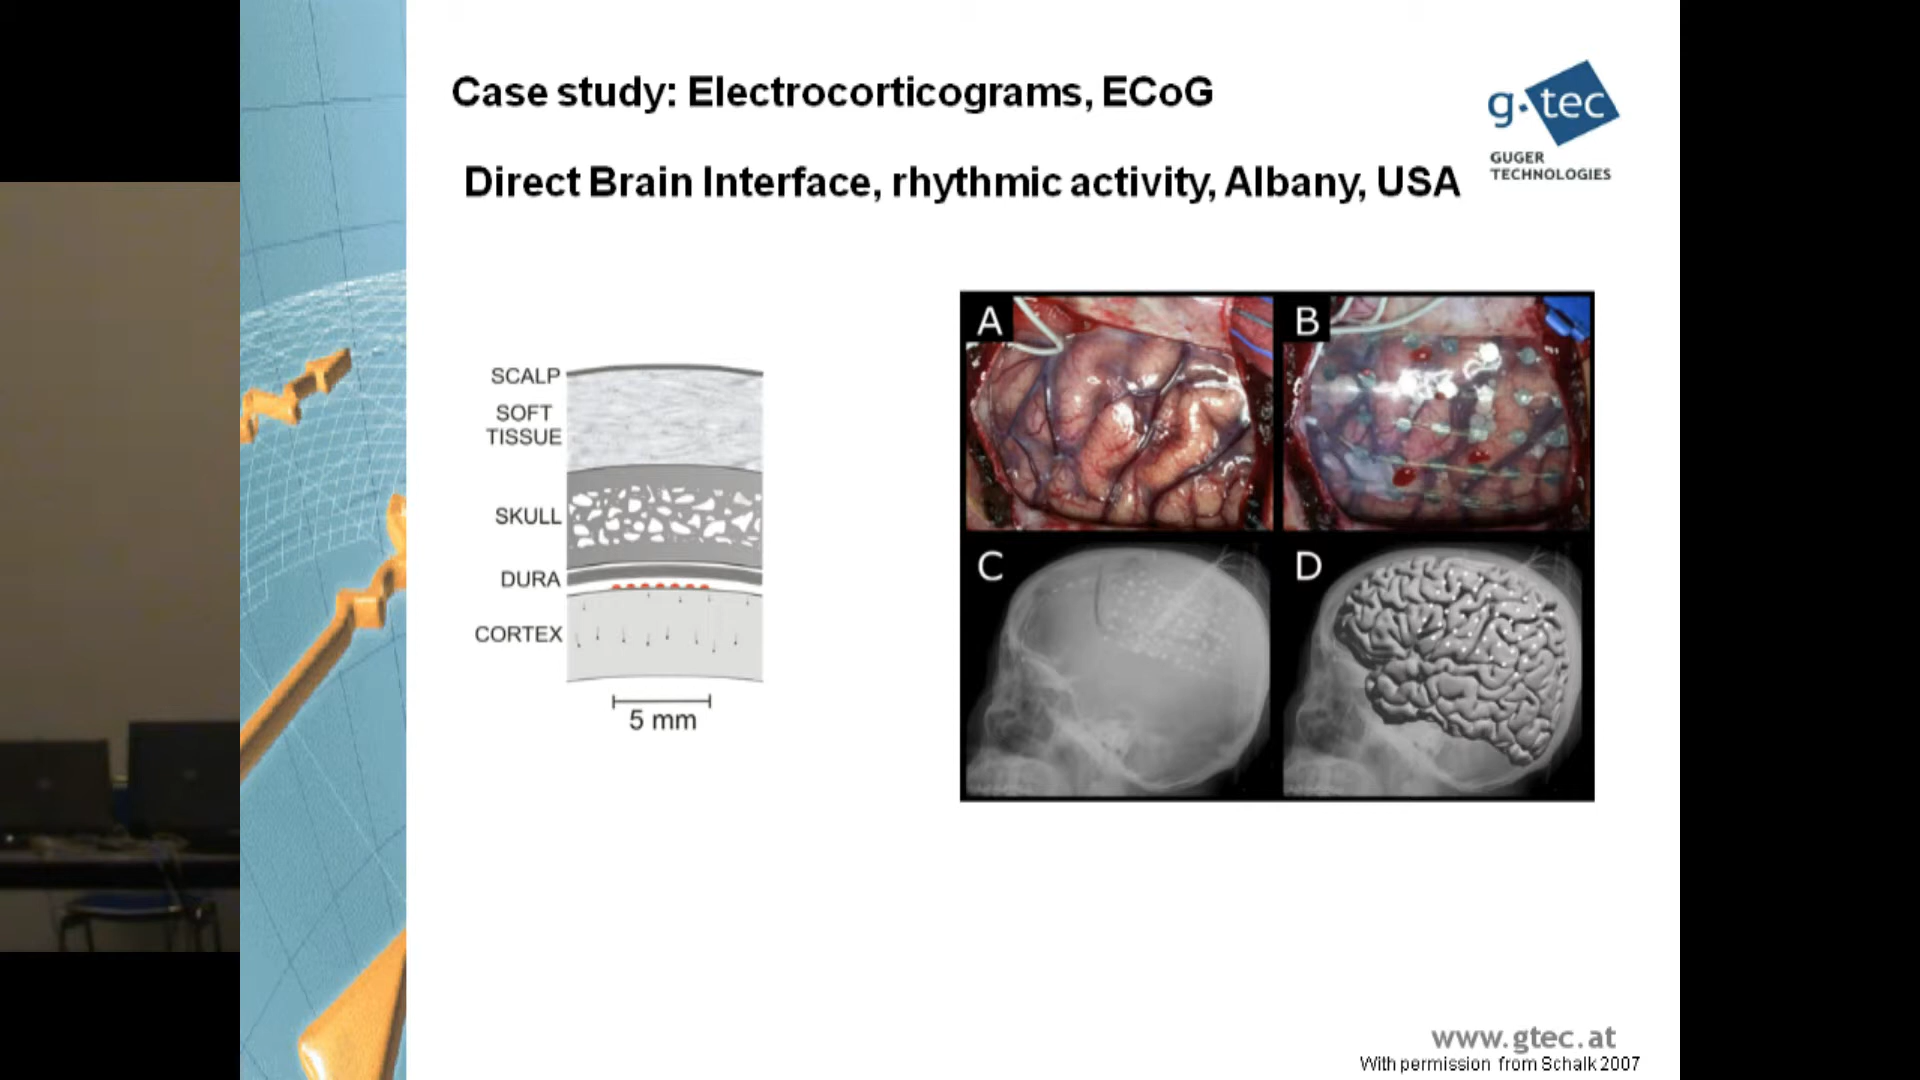 Case study: Electrocorticograms, ECoG
g.tec
GUGER
TECHNOLOGIES
Direct Brain Interface, rhythmic activity, Albany, USA
SCALP
SOFT
TISSUE
SKULL
DURA
CORTEX
5 mm
A
B
C
D
www.gtec.at
With permission from Schalk 2007